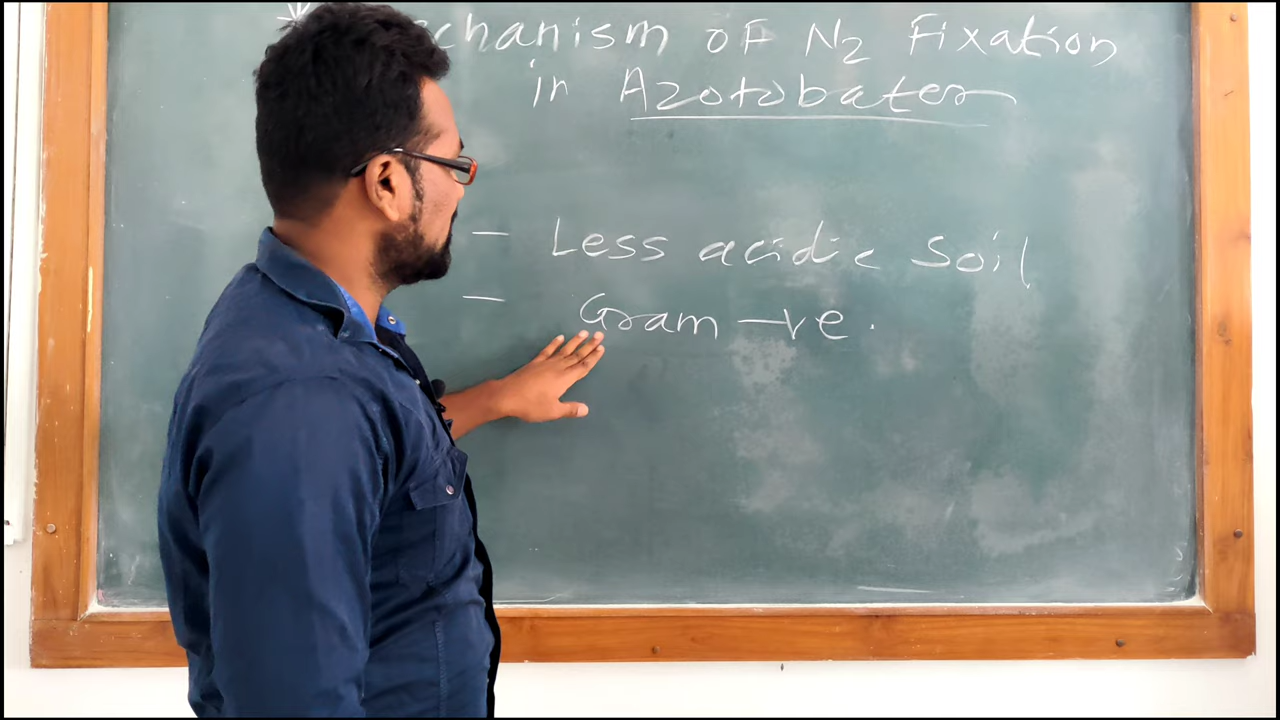 * chanism of N2 Fixation
in Azotobater
- Less acidic Soil
- Gram -ve.